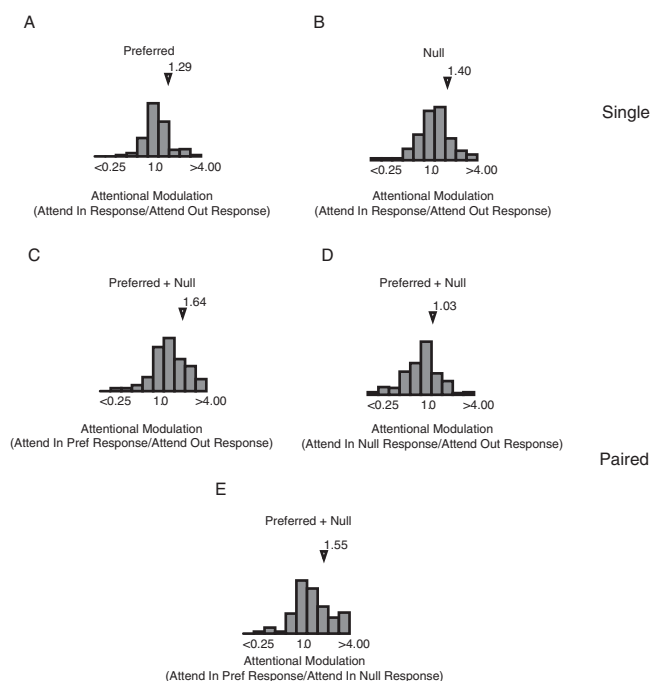 A
B
Preferred
1.29
Null
1.40
Single
<0.25 1.0 >4.00
<0.25 1.0 >4.00
Attentional Modulation
(Attend In Response/Attend Out Response)
Attentional Modulation
(Attend In Response/Attend Out Response)
C
D
Preferred + Null
1.64
Preferred + Null
1.03
<0.25 1.0 >4.00
<0.25 1.0 >4.00
Attentional Modulation
(Attend In Pref Response/Attend Out Response)
Attentional Modulation
(Attend In Null Response/Attend Out Response)
Paired
E
Preferred + Null
1.55
<0.25 1.0 >4.00
Attentional Modulation
(Attend In Pref Response/Attend In Null Response)